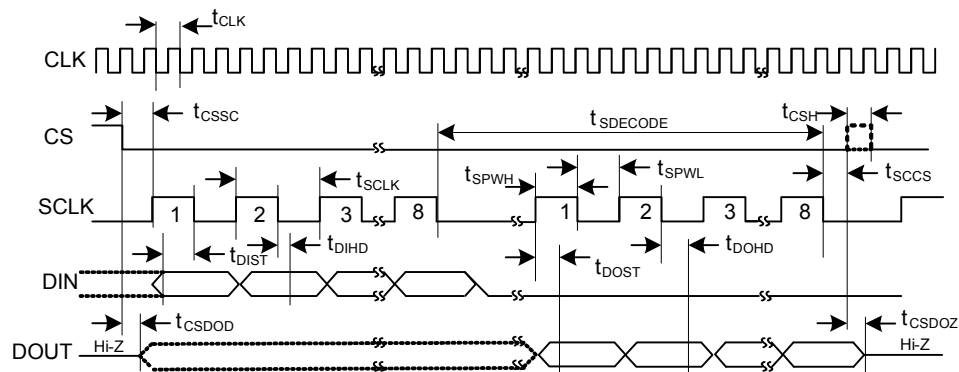 tCLK
CLK
tCSSC
tCSH
CS
tSDECODE
tSPWH
tSPWL
tSCLK
tSCCS
SCLK
1 2 3 8 1 2 3 8
tDIST
tDIHD
tDOST
tDOHD
DIN
tCSDOD
tCSDOZ
DOUT
Hi-Z
Hi-Z